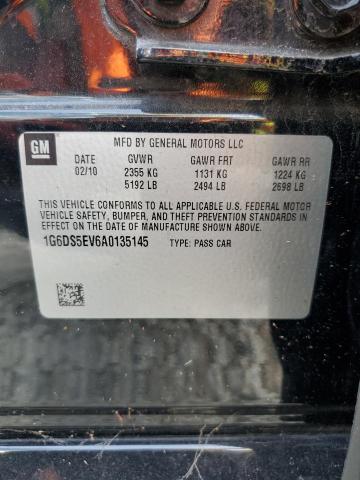 GM
MFD BY GENERAL MOTORS LLC
DATE GVWR GAWR FRT GAWR RR
02/10 2355 KG 1131 KG 1224 KG
5192 LB 2494 LB 2698 LB
THIS VEHICLE CONFORMS TO ALL APPLICABLE U.S. FEDERAL MOTOR
VEHICLE SAFETY, BUMPER, AND THEFT PREVENTION STANDARDS
IN EFFECT ON THE DATE OF MANUFACTURE SHOWN ABOVE.
1G6DS5EV6A0135145 TYPE: PASS CAR